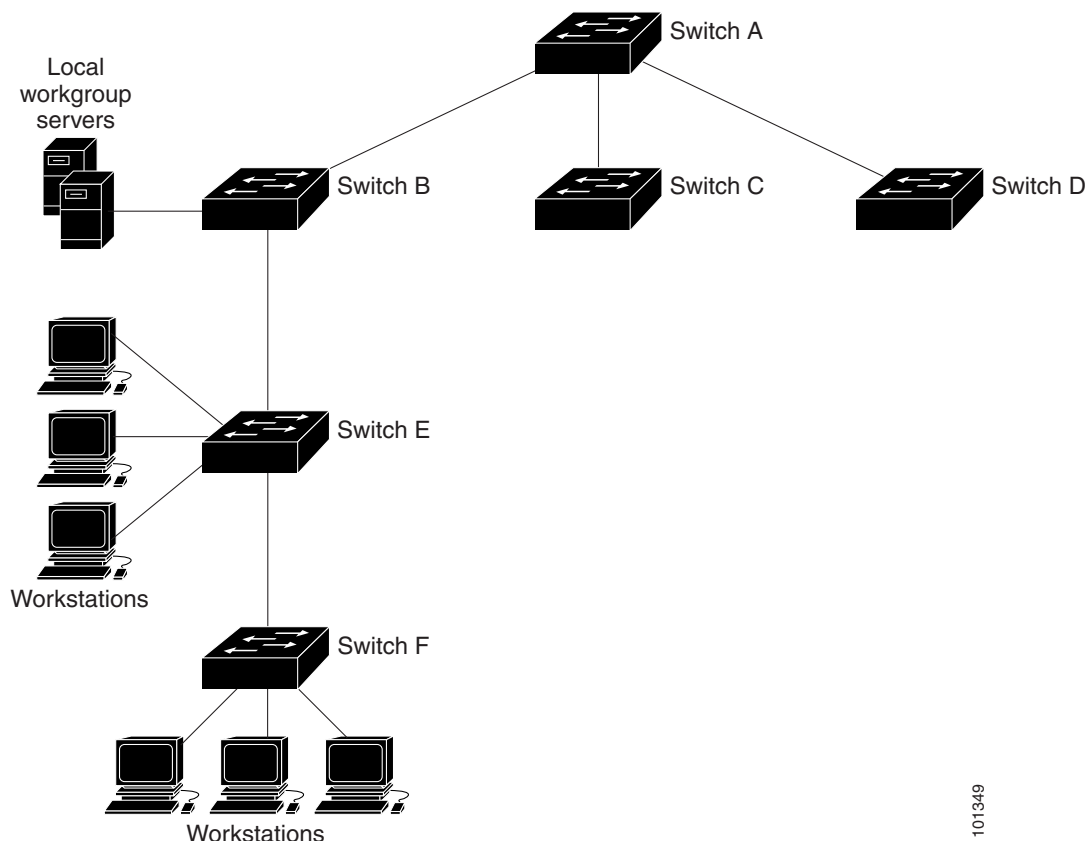 Switch A
Local
workgroup
servers
Switch B
Switch C
Switch D
Switch E
Workstations
Switch F
Workstations
101349